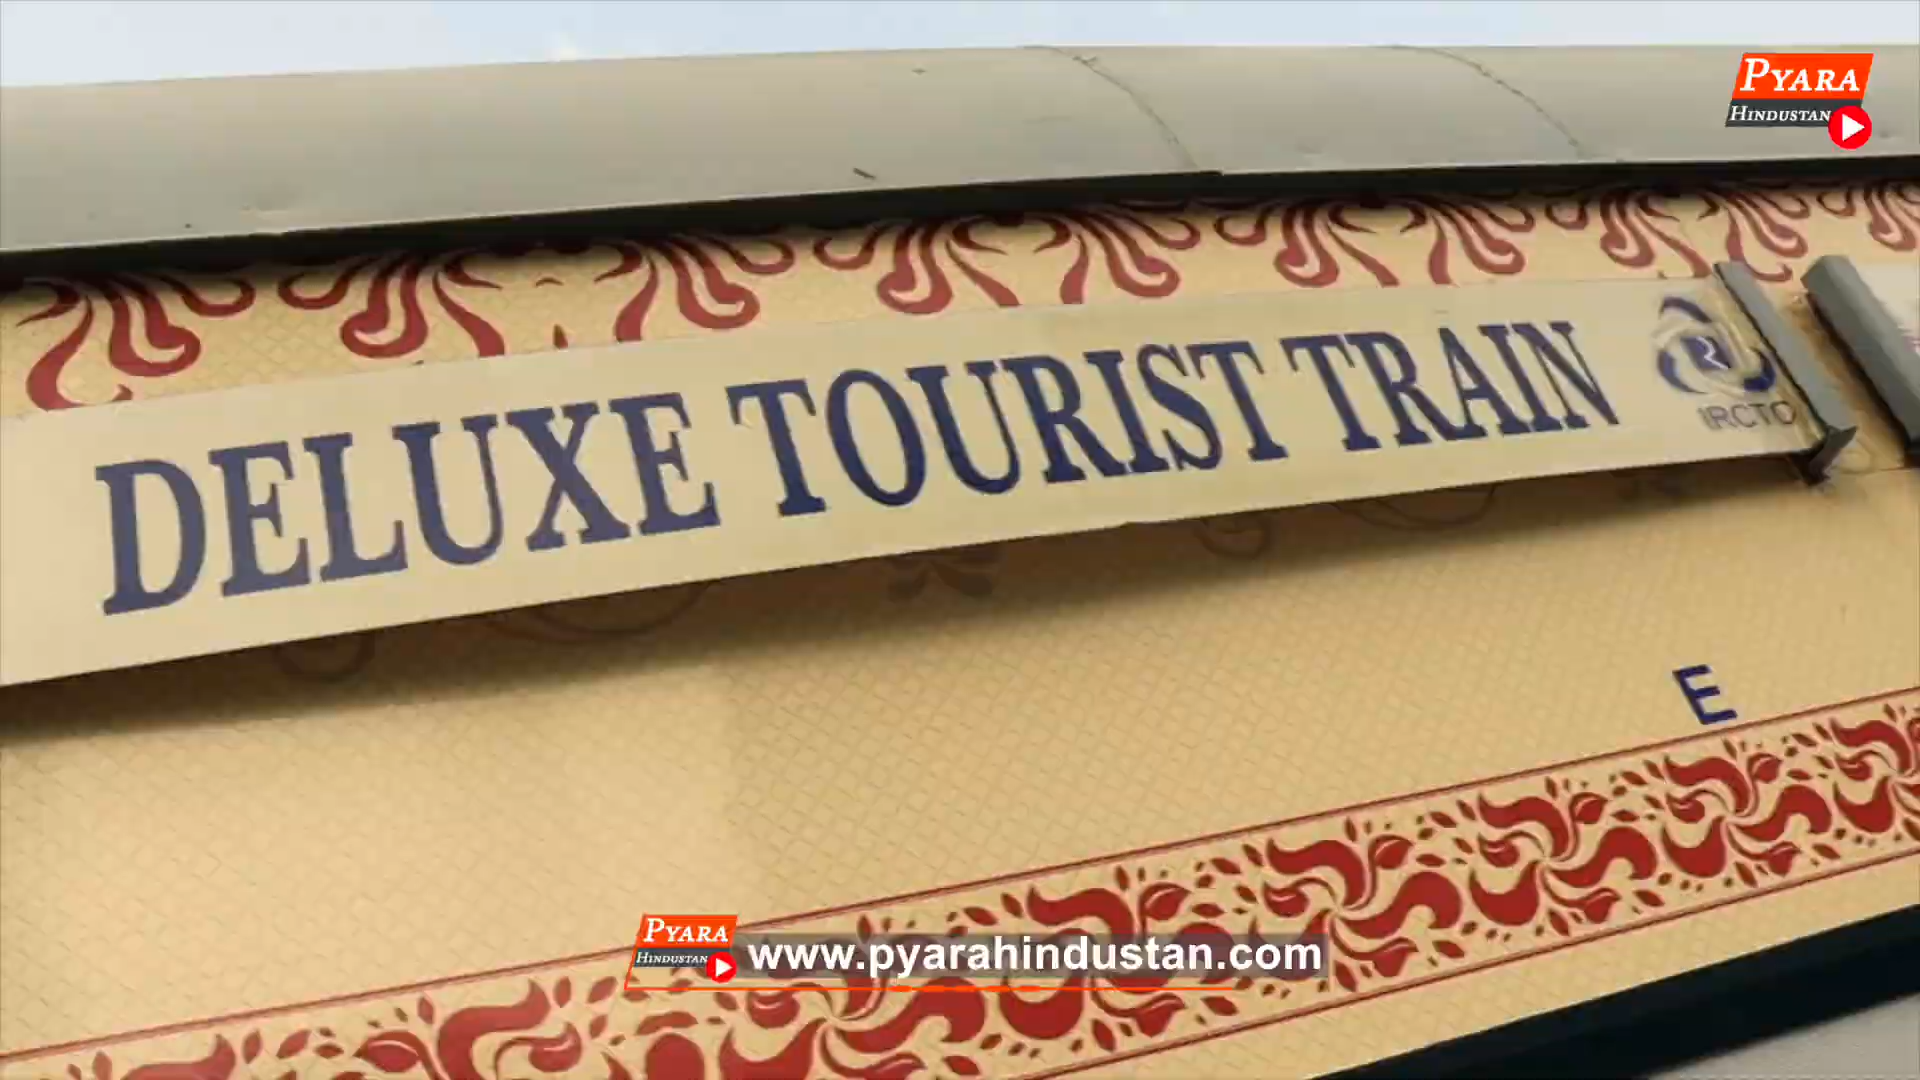 PYARA
HINDUSTAN
DELUXE TOURIST TRAIN
IRCTC
E
PYARA
HINDUSTAN
www.pyarahindustan.com